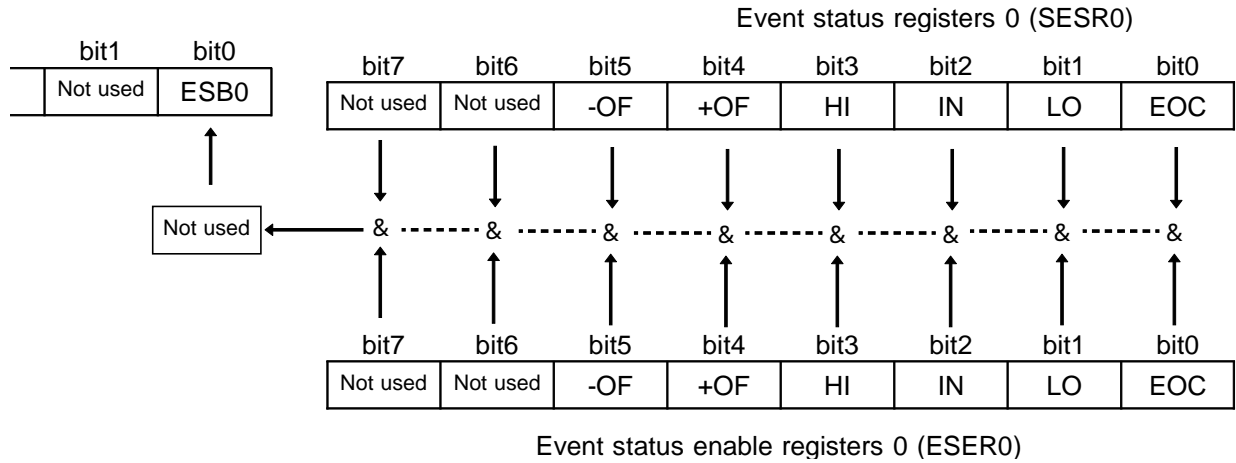 Event status registers 0 (SESR0)
bit1 bit0
bit7 bit6 bit5 bit4 bit3 bit2 bit1 bit0
Not used ESB0
Not used Not used -OF +OF HI IN LO EOC
Not used & & & & & & & &
bit7 bit6 bit5 bit4 bit3 bit2 bit1 bit0
Not used Not used -OF +OF HI IN LO EOC
Event status enable registers 0 (ESER0)